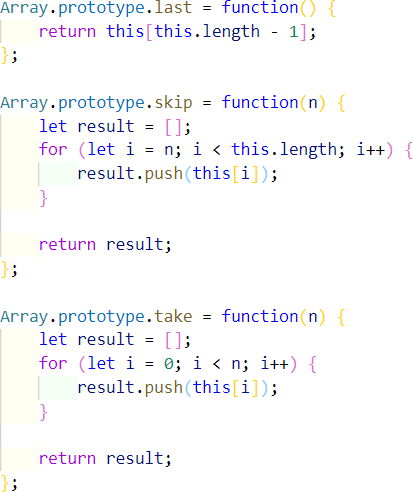 Array.prototype.last = function() {
    return this[this.length - 1];
};

Array.prototype.skip = function(n) {
    let result = [];
    for (let i = n; i < this.length; i++) {
        result.push(this[i]);
    }

    return result;
};

Array.prototype.take = function(n) {
    let result = [];
    for (let i = 0; i < n; i++) {
        result.push(this[i]);
    }

    return result;
};